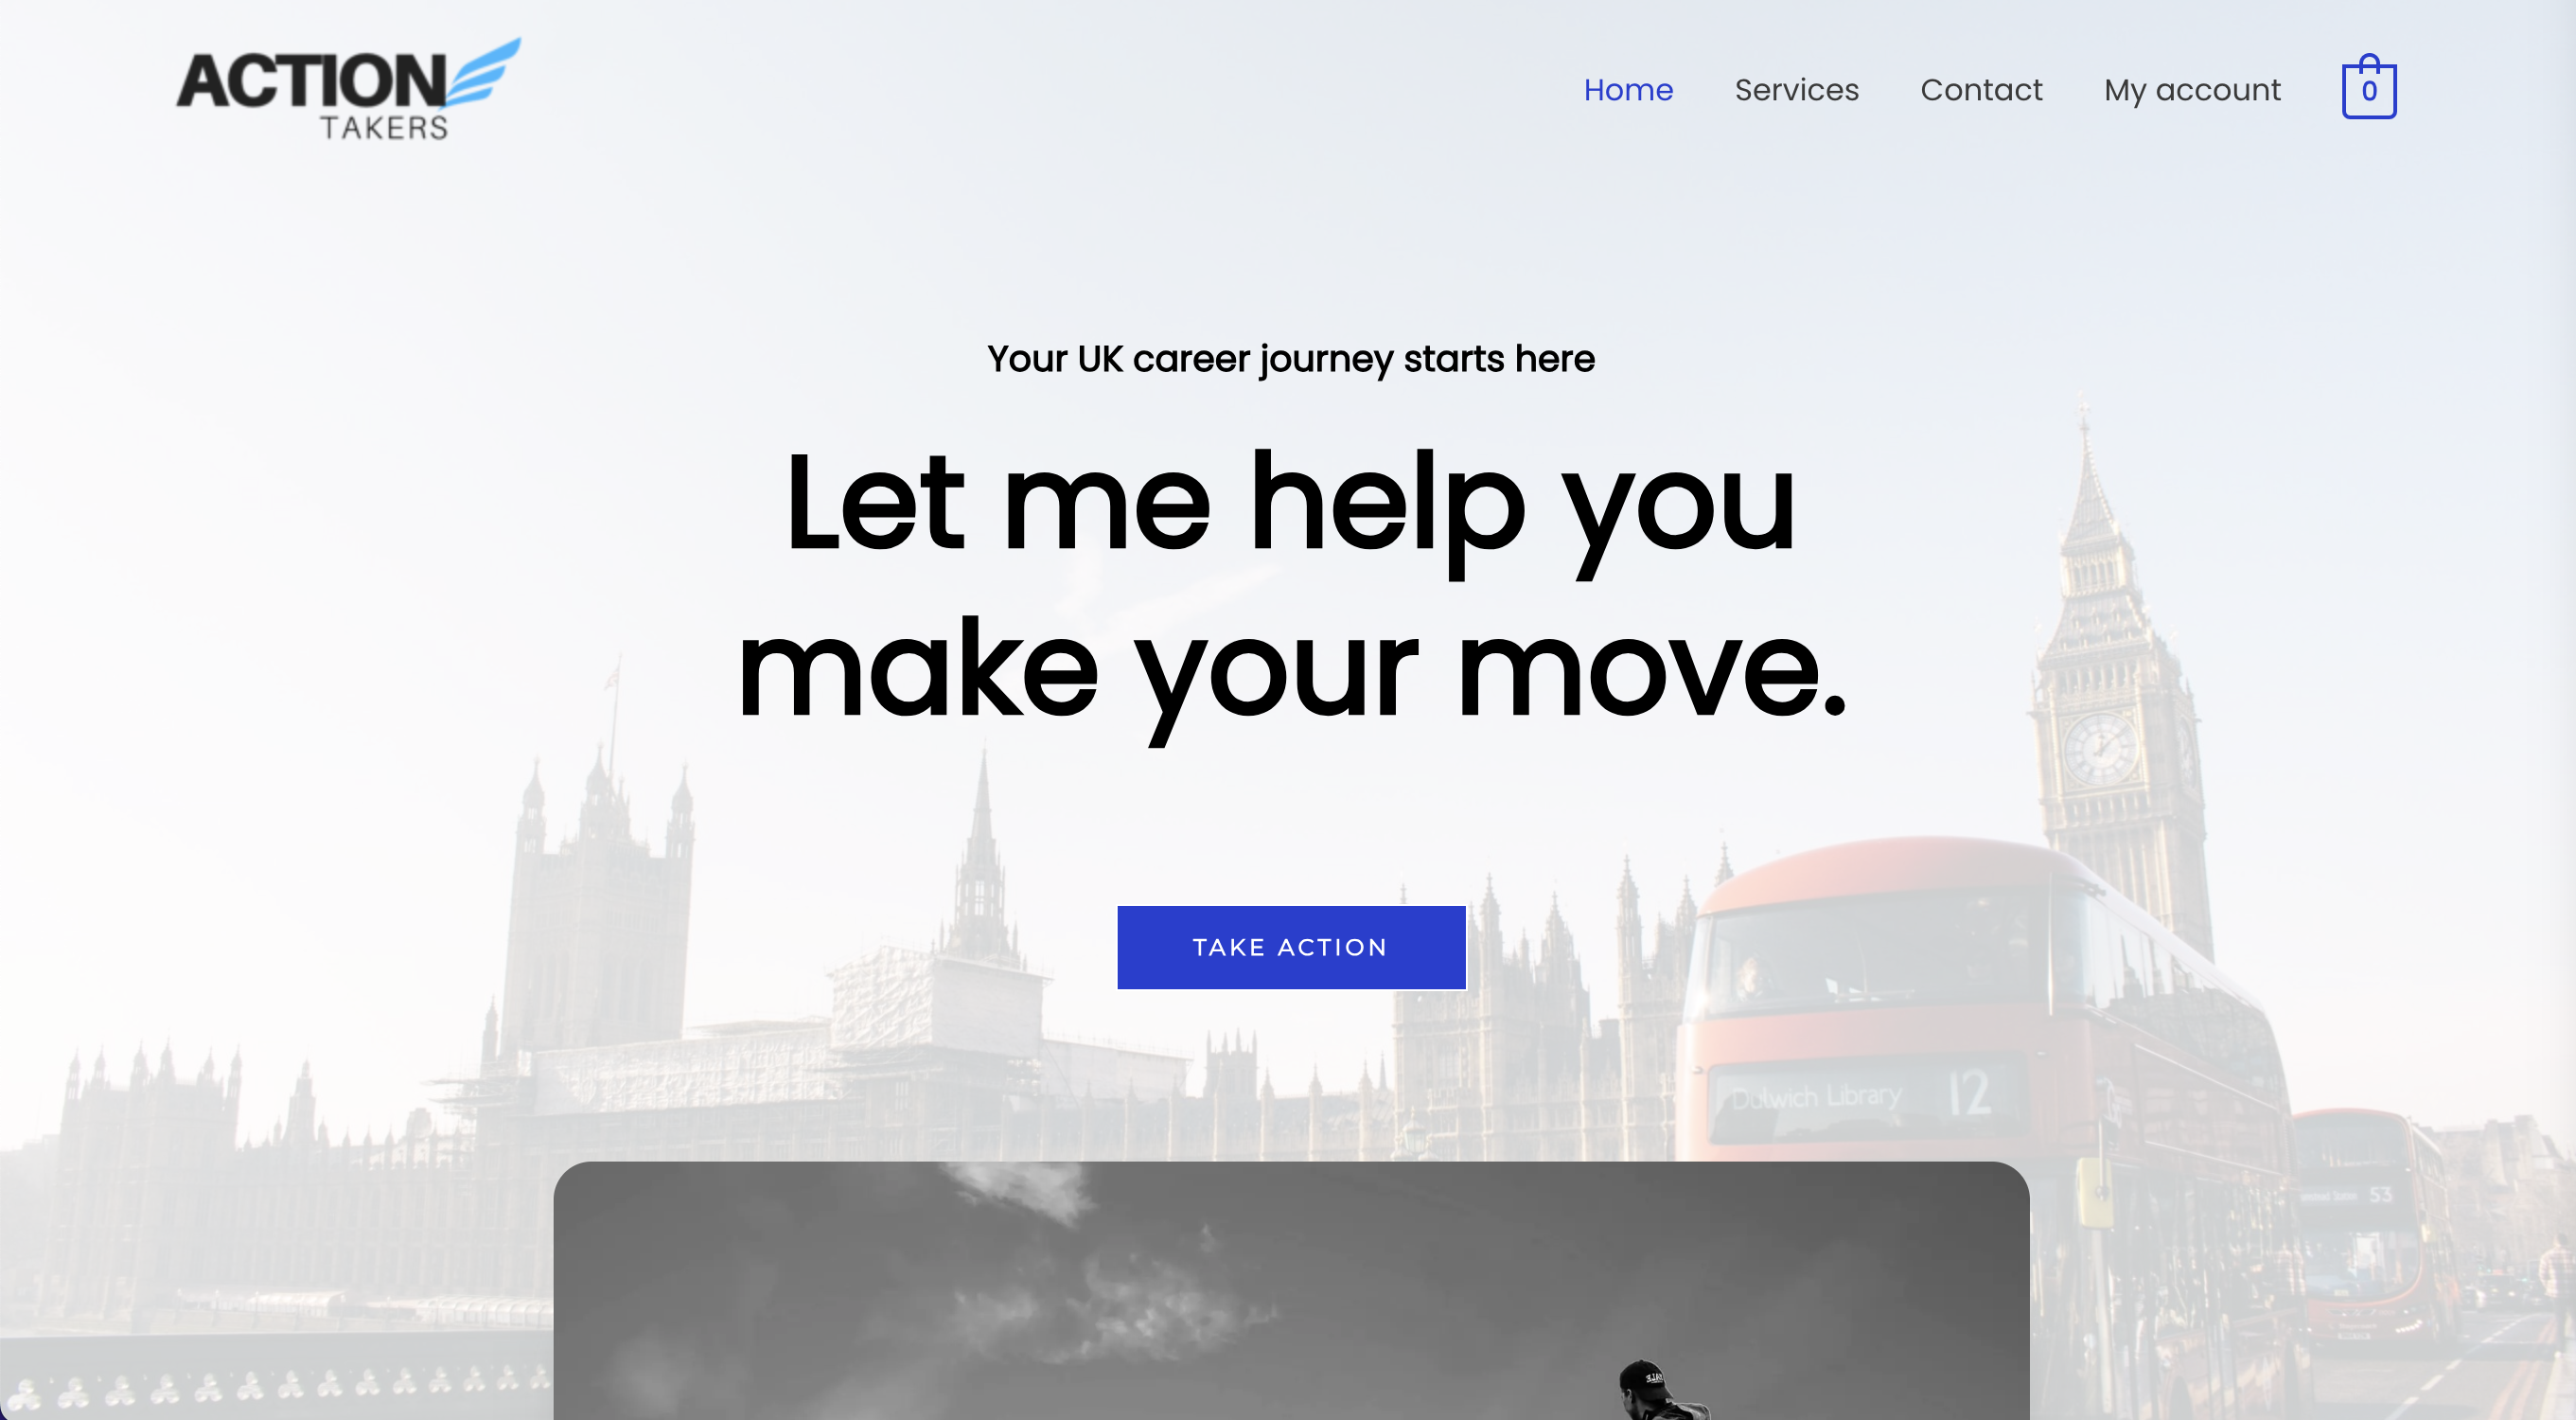 ACTION
TAKERS
Home Services Contact My account 0
Your UK career journey starts here
Let me help you
make your move.
TAKE ACTION
Dulwich Library 12
53